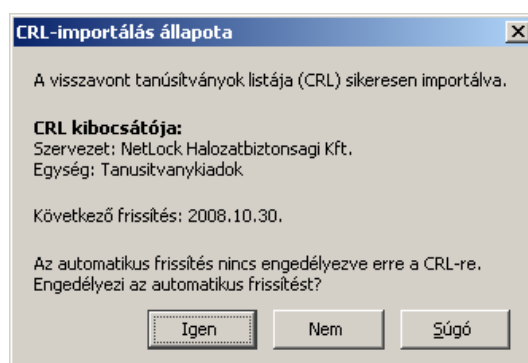 CRL-importálás állapota
A visszavont tanúsítványok listája (CRL) sikeresen importálva.
CRL kibocsátója:
Szervezet: NetLock Halozatbiztonsagi Kft.
Egység: Tanusitvanykiadok
Következő frissítés: 2008.10.30.
Az automatikus frissítés nincs engedélyezve erre a CRL-re.
Engedélyezi az automatikus frissítést?
Igen Nem Súgó